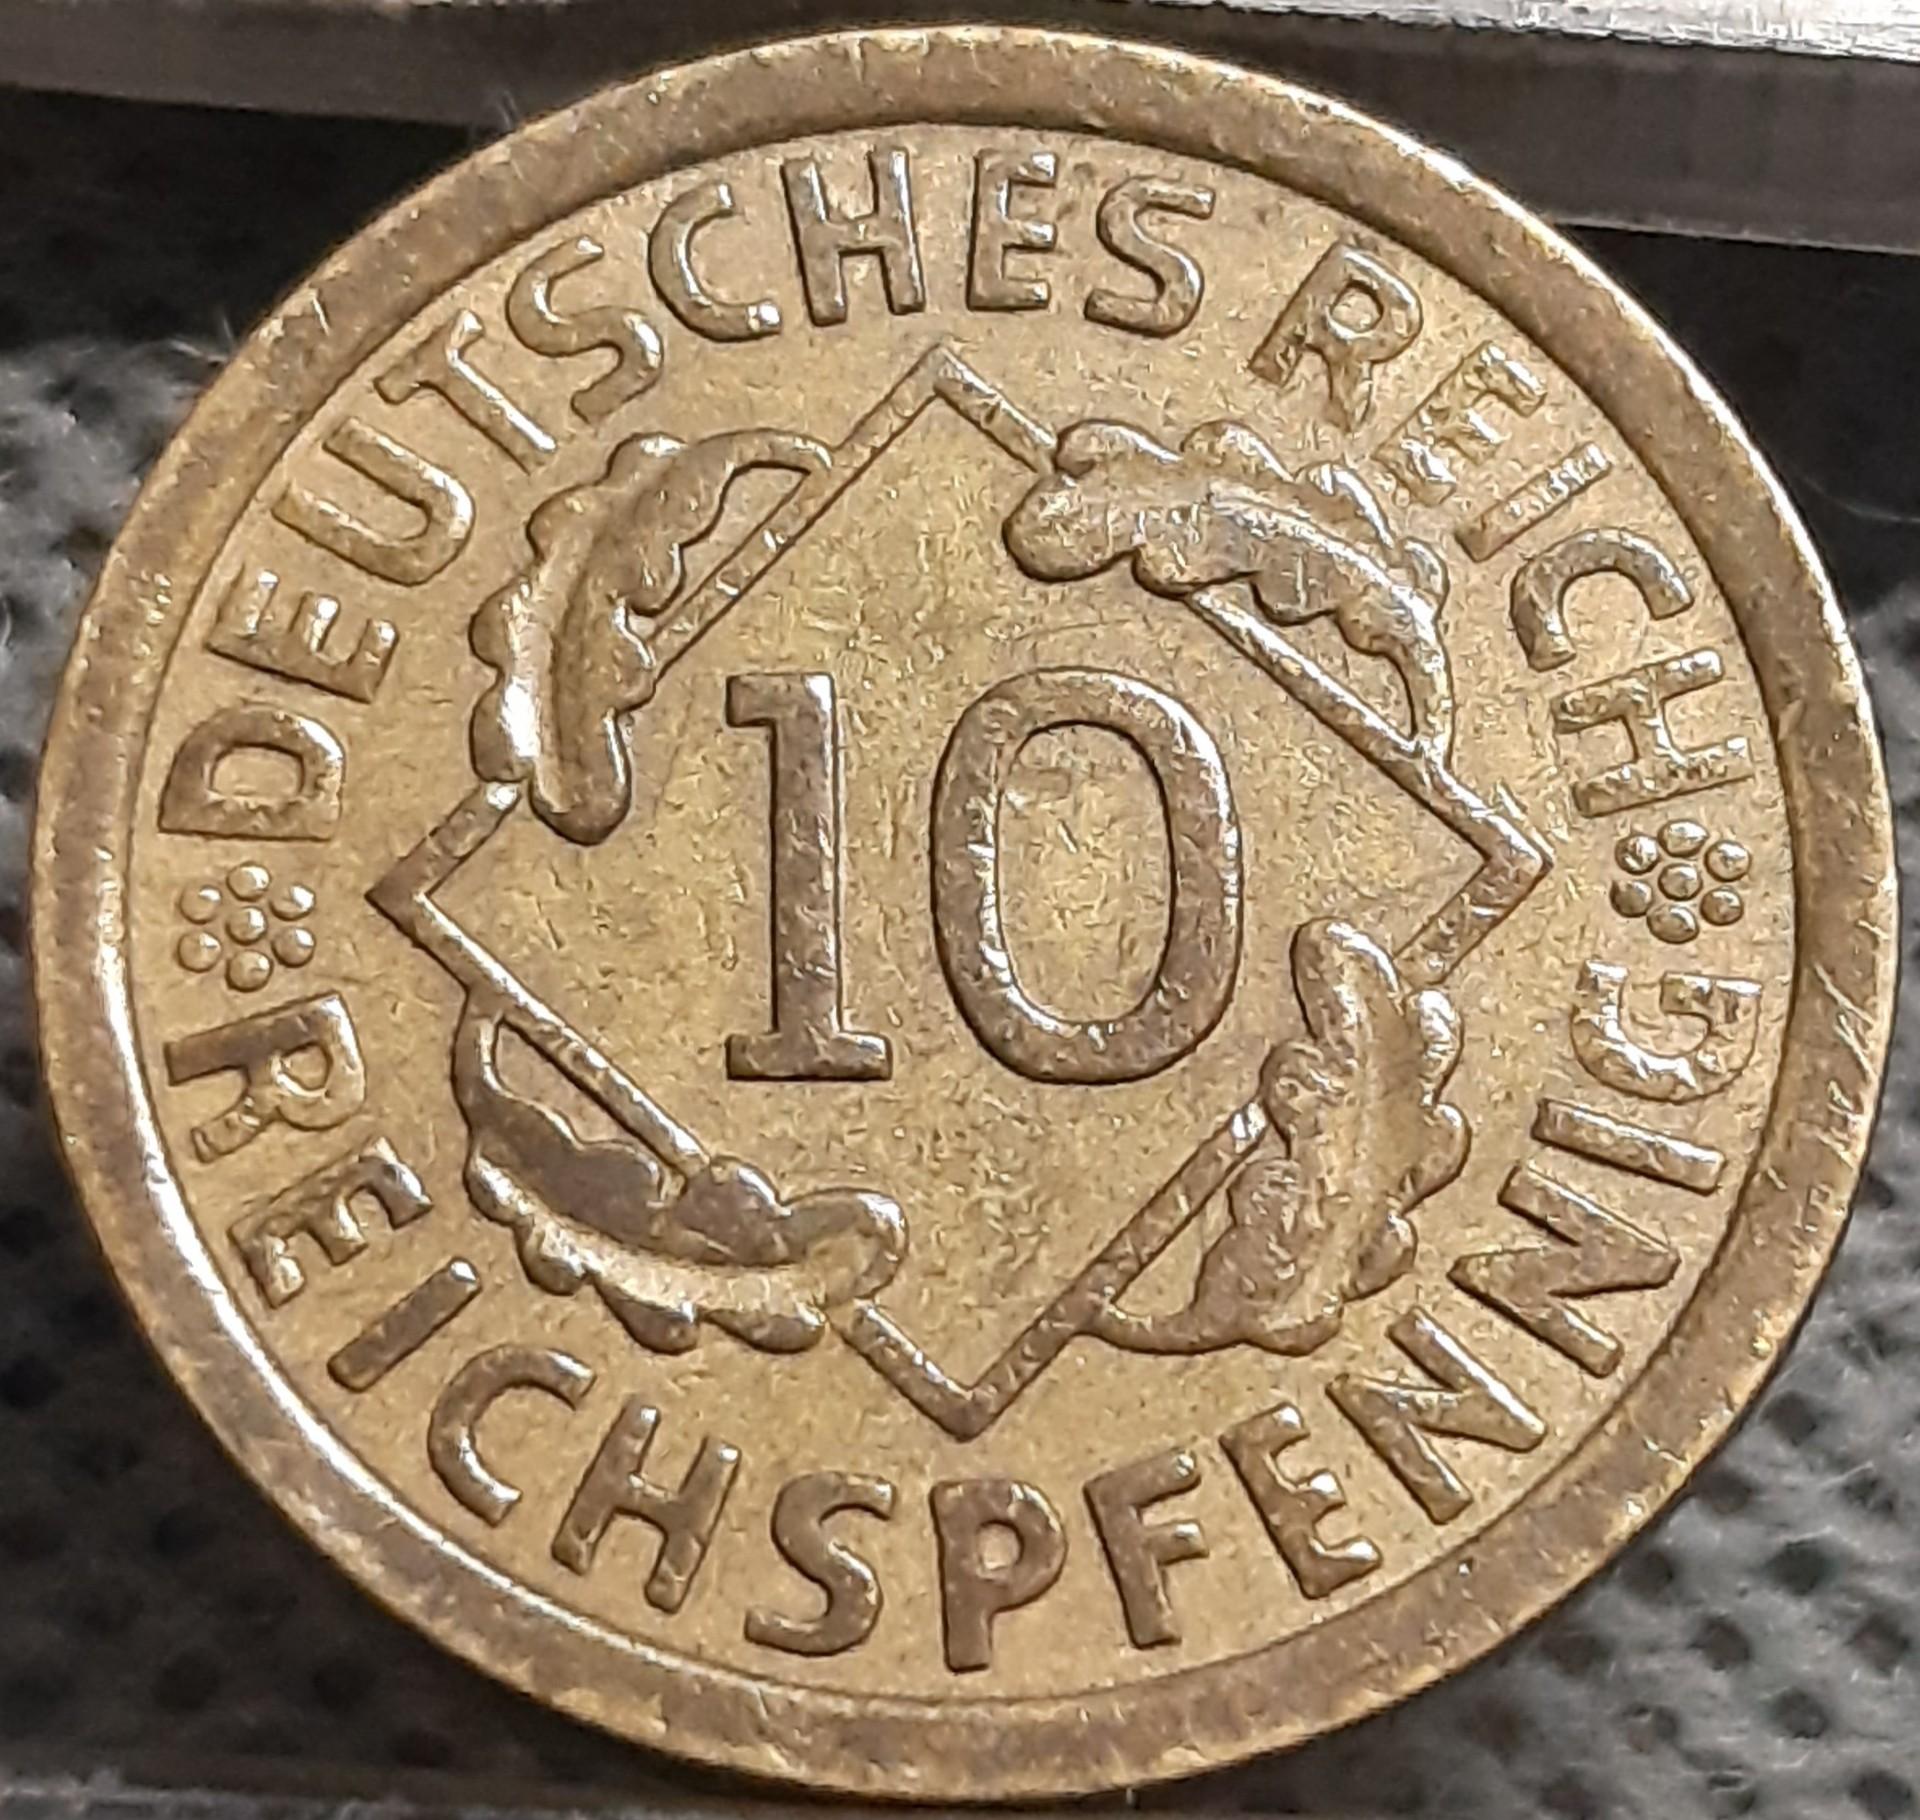 DEUTSCHES REICH
10
REICHSPFENNIG